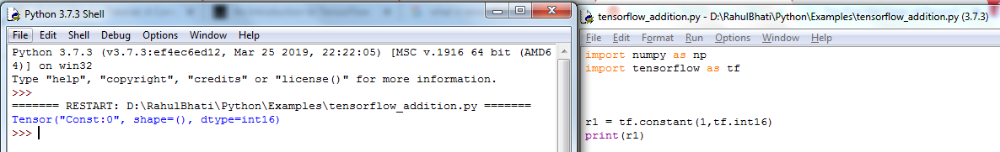 Python 3.7.3 Shell
File Edit Shell Debug Options Window Help
Python 3.7.3 (v3.7.3:ef4ec6ed12, Mar 25 2019, 22:22:05) [MSC v.1916 64 bit (AMD6
4)] on win32
Type "help", "copyright", "credits" or "license()" for more information.
>>>
======= RESTART: D:\RahulBhati\Python\Examples\tensorflow_addition.py =======
Tensor("Const:0", shape=(), dtype=int16)
>>>
tensorflow_addition.py - D:\RahulBhati\Python\Examples\tensorflow_addition.py (3.7.3)
File Edit Format Run Options Window Help
import numpy as np
import tensorflow as tf
r1 = tf.constant(1,tf.int16)
print(r1)